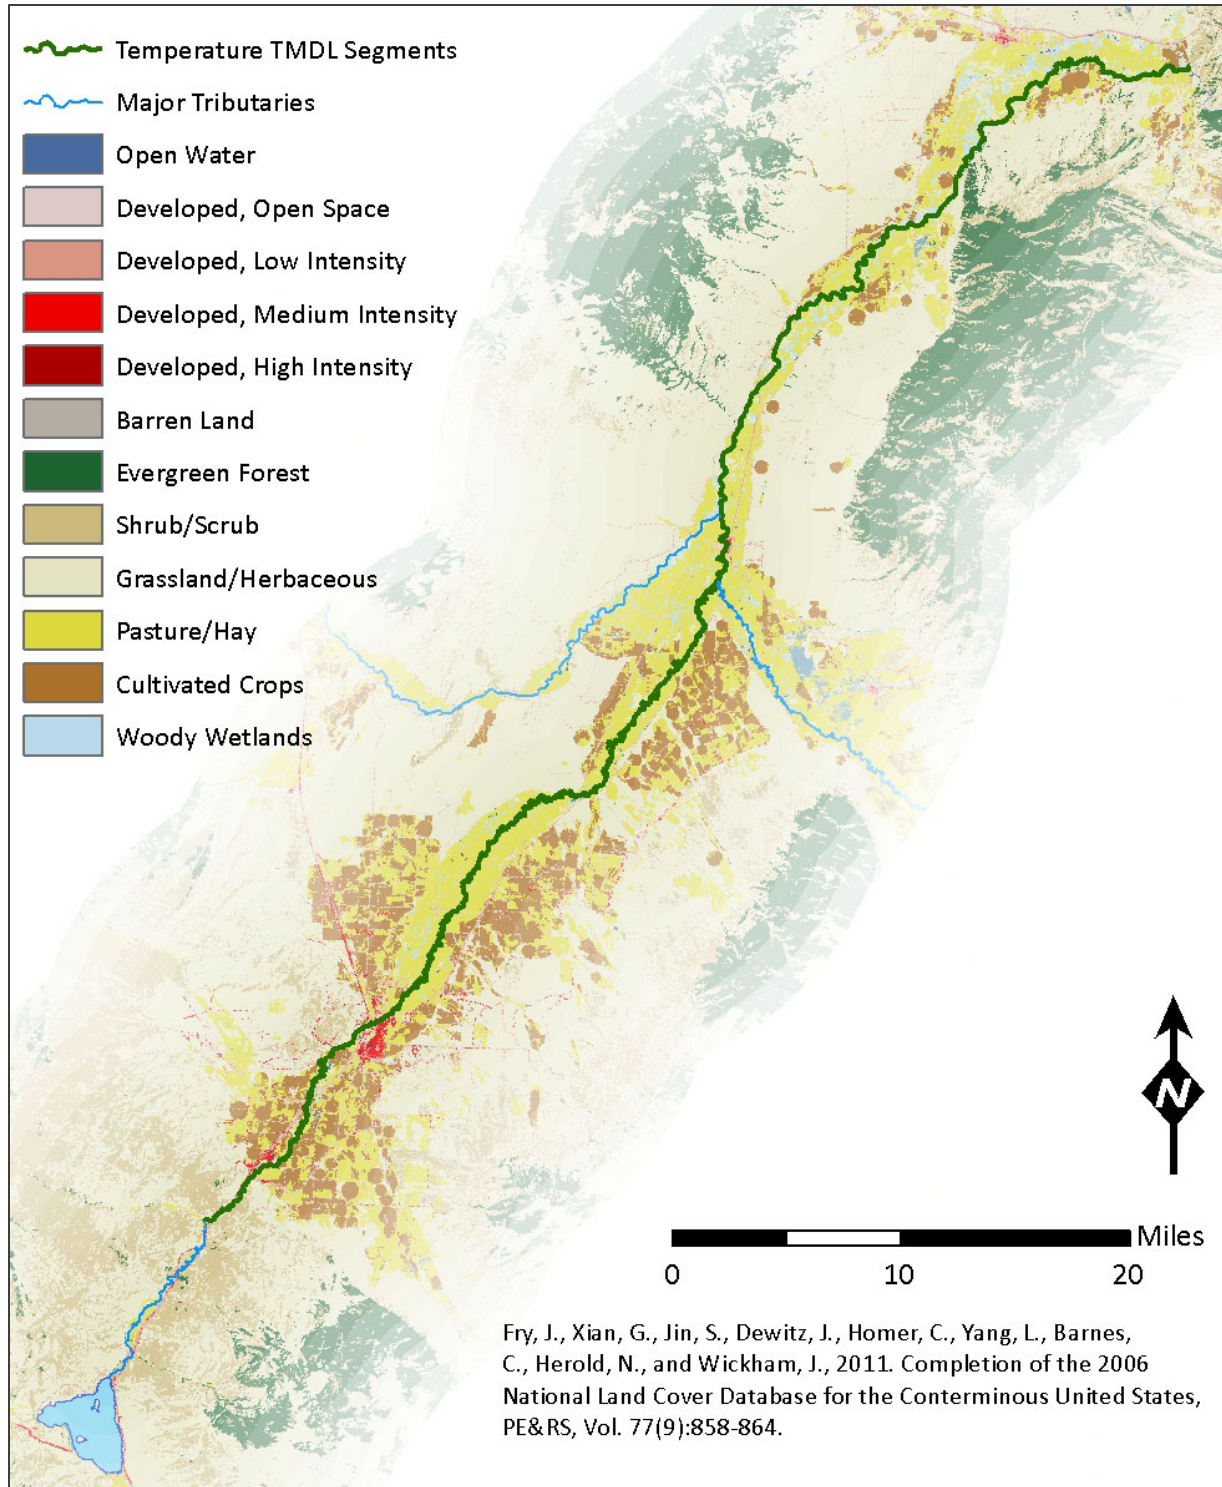 Temperature TMDL Segments
Major Tributaries
Open Water
Developed, Open Space
Developed, Low Intensity
Developed, Medium Intensity
Developed, High Intensity
Barren Land
Evergreen Forest
Shrub/Scrub
Grassland/Herbaceous
Pasture/Hay
Cultivated Crops
Woody Wetlands
N
Miles
0 10 20
Fry, J., Xian, G., Jin, S., Dewitz, J., Homer, C., Yang, L., Barnes,
C., Herold, N., and Wickham, J., 2011. Completion of the 2006
National Land Cover Database for the Conterminous United States,
PE&RS, Vol. 77(9):858-864.